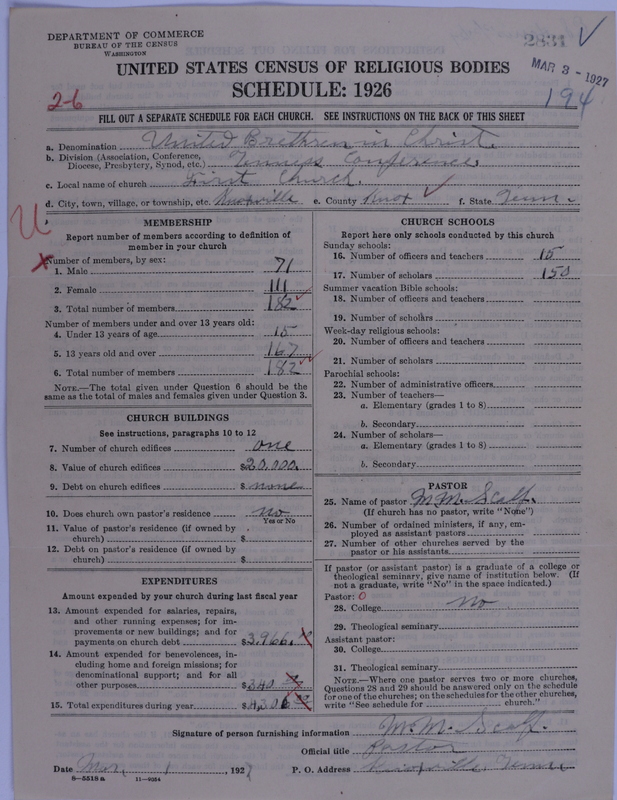 DEPARTMENT OF COMMERCE
BUREAU OF THE CENSUS
WASHINGTON
2831
MAR 3 - 1927
194
UNITED STATES CENSUS OF RELIGIOUS BODIES
SCHEDULE: 1926
2-6
FILL OUT A SEPARATE SCHEDULE FOR EACH CHURCH. SEE INSTRUCTIONS ON THE BACK OF THIS SHEET
a. Denomination United Brethren in Christ.
b. Division (Association, Conference, Diocese, Presbytery, Synod, etc.) Conference
c. Local name of church First Church.
d. City, town, village, or township, etc. Knoxville e. County Knox f. State Tenn.
U
MEMBERSHIP
Report number of members according to definition of
member in your church
Number of members, by sex:
1. Male 71
2. Female 111
3. Total number of members 182
Number of members under and over 13 years old:
4. Under 13 years of age 15
5. 13 years old and over 167
6. Total number of members 182
NOTE.—The total given under Question 6 should be
same as the total of males and females given under Question 3.
CHURCH BUILDINGS
See instructions, paragraphs 10 to 12
7. Number of church edifices one
8. Value of church edifices $20,000.
9. Debt on church edifices $ none
10. Does church own pastor's residence no
Yes or No
11. Value of pastor's residence (if owned by
church) $
12. Debt on pastor's residence (if owned by
church) $
EXPENDITURES
Amount expended by your church during last fiscal year
13. Amount expended for salaries, repairs,
and other running expenses; for im-
provements or new buildings; and for
payments on church debt $3,966.
14. Amount expended for benevolences, in-
cluding home and foreign missions; for
denominational support; and for all
other purposes $340
15. Total expenditures during year $4,306
CHURCH SCHOOLS
Report here only schools conducted by this church
Sunday schools:
16. Number of officers and teachers 15
17. Number of scholars 150
Summer vacation Bible schools:
18. Number of officers and teachers
19. Number of scholars
Week-day religious schools:
20. Number of officers and teachers
21. Number of scholars
Parochial schools:
22. Number of administrative officers
23. Number of teachers—
a. Elementary (grades 1 to 8)
b. Secondary
24. Number of scholars—
a. Elementary (grades 1 to 8)
b. Secondary
PASTOR
25. Name of pastor M. M. Scalf.
(If church has no pastor, write "None")
26. Number of ordained ministers, if any, em-
ployed as assistant pastors
27. Number of other churches served by the
pastor or his assistants
If pastor (or assistant pastor) is a graduate of a college or
theological seminary, give name of institution below. (If
not a graduate, write "No" in the space indicated.)
Pastor: O
28. College no
29. Theological seminary
Assistant pastor:
30. College
31. Theological seminary
NOTE.—Where one pastor serves two or more churches,
Questions 28 and 29 should be answered only on the schedule
for one of the churches; on the schedules for the other churches,
write "See schedule for church."
Signature of person furnishing information M. M. Scalf.
Official title Pastor
Date Mar. 1, 1927 P. O. Address Knoxville, Tenn.
8-5518 a 11-9054